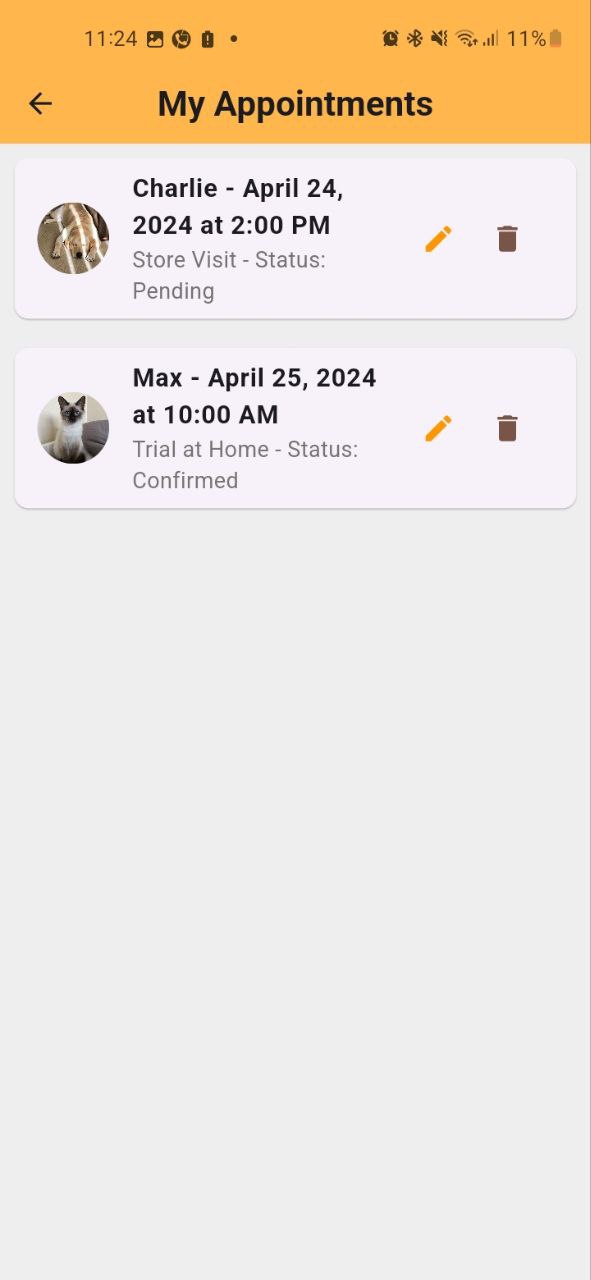 11:24
11%
My Appointments
Charlie - April 24,
2024 at 2:00 PM
Store Visit - Status:
Pending
Max - April 25, 2024
at 10:00 AM
Trial at Home - Status:
Confirmed